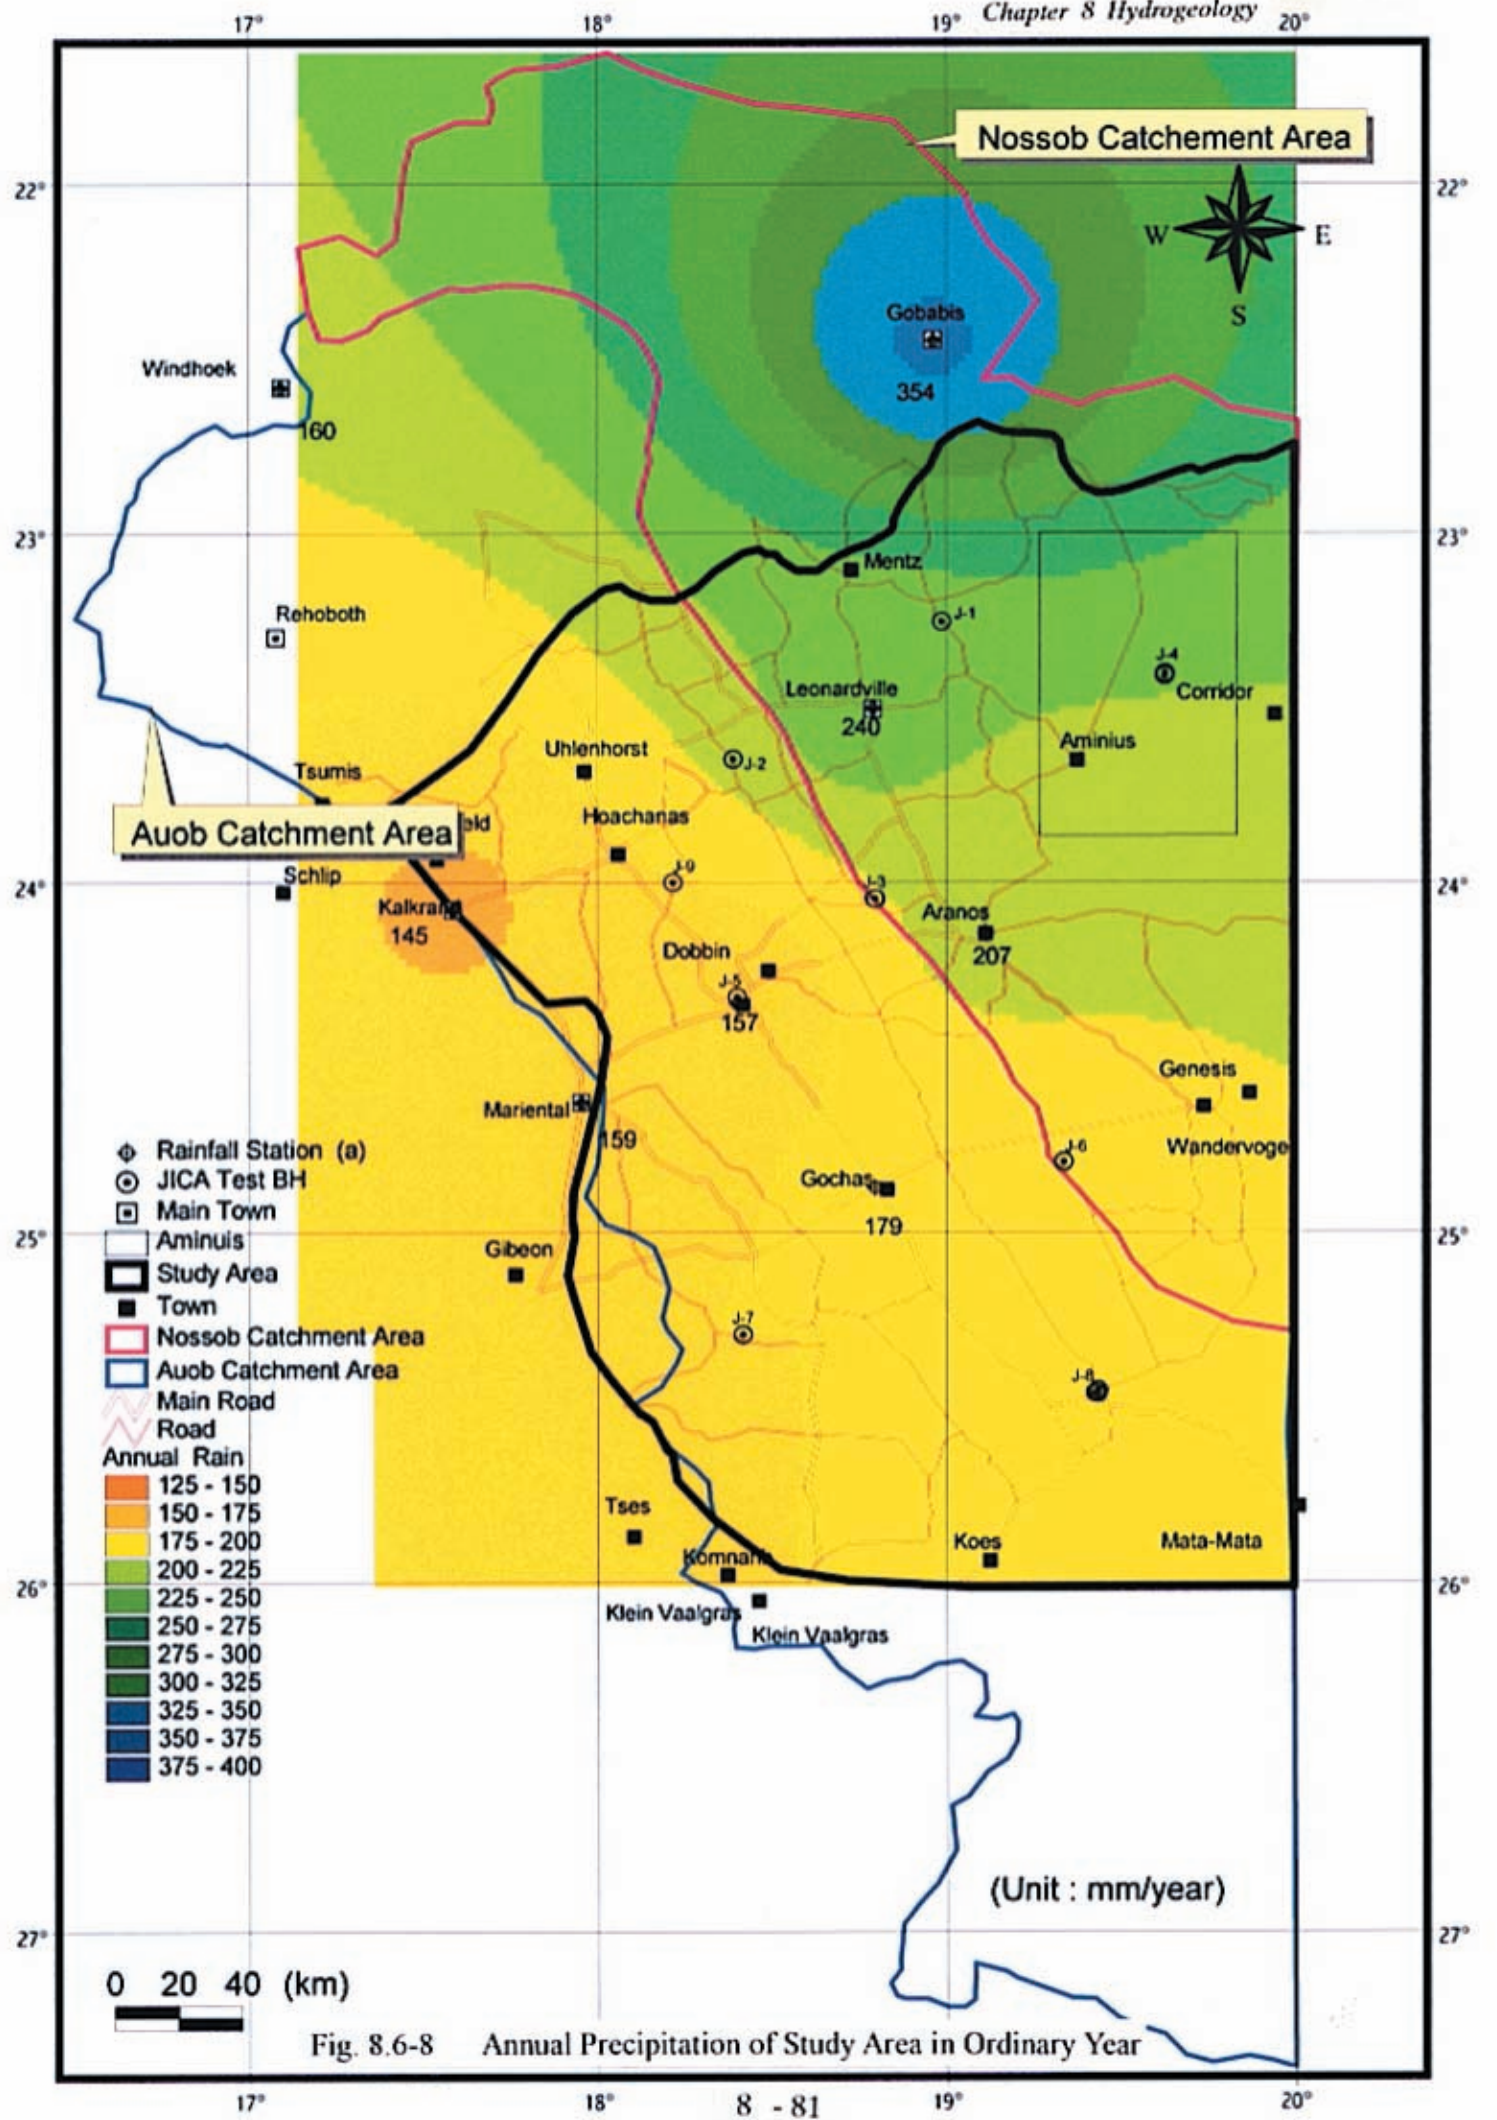 Chapter 8 Hydrogeology
17° 18° 19° 20°
Nossob Catchement Area
22° 22°
W E
S
Gobabis
354
Windhoek
160
23° 23°
Mentz
Rehoboth
J-1
J-4
Leonardville
Corridor
240
Uhlenhorst
Aminius
J-2
Tsumis
Hoachanas
Auob Catchment Area
eld
Schlip
J-9
24° 24°
J-3
Kalkrand
Aranos
145
207
Dobbin
J-5
157
Genesis
Mariental
159
Wandervoge
J-6
Gochas
179
Rainfall Station (a)
JICA Test BH
Main Town
25° 25°
Aminuis
Gibeon
Study Area
Town
J-7
Nossob Catchment Area
Auob Catchment Area
J-8
Main Road
Road
Annual Rain
125 - 150
150 - 175
175 - 200
200 - 225
225 - 250
250 - 275
275 - 300
300 - 325
325 - 350
350 - 375
375 - 400
Tses
Koes
Mata-Mata
26° 26°
Klein Vaalgras
Klein Vaalgras
(Unit : mm/year)
27° 27°
0 20 40 (km)
Fig. 8.6-8 Annual Precipitation of Study Area in Ordinary Year
17° 18° 19° 20°
8 - 81